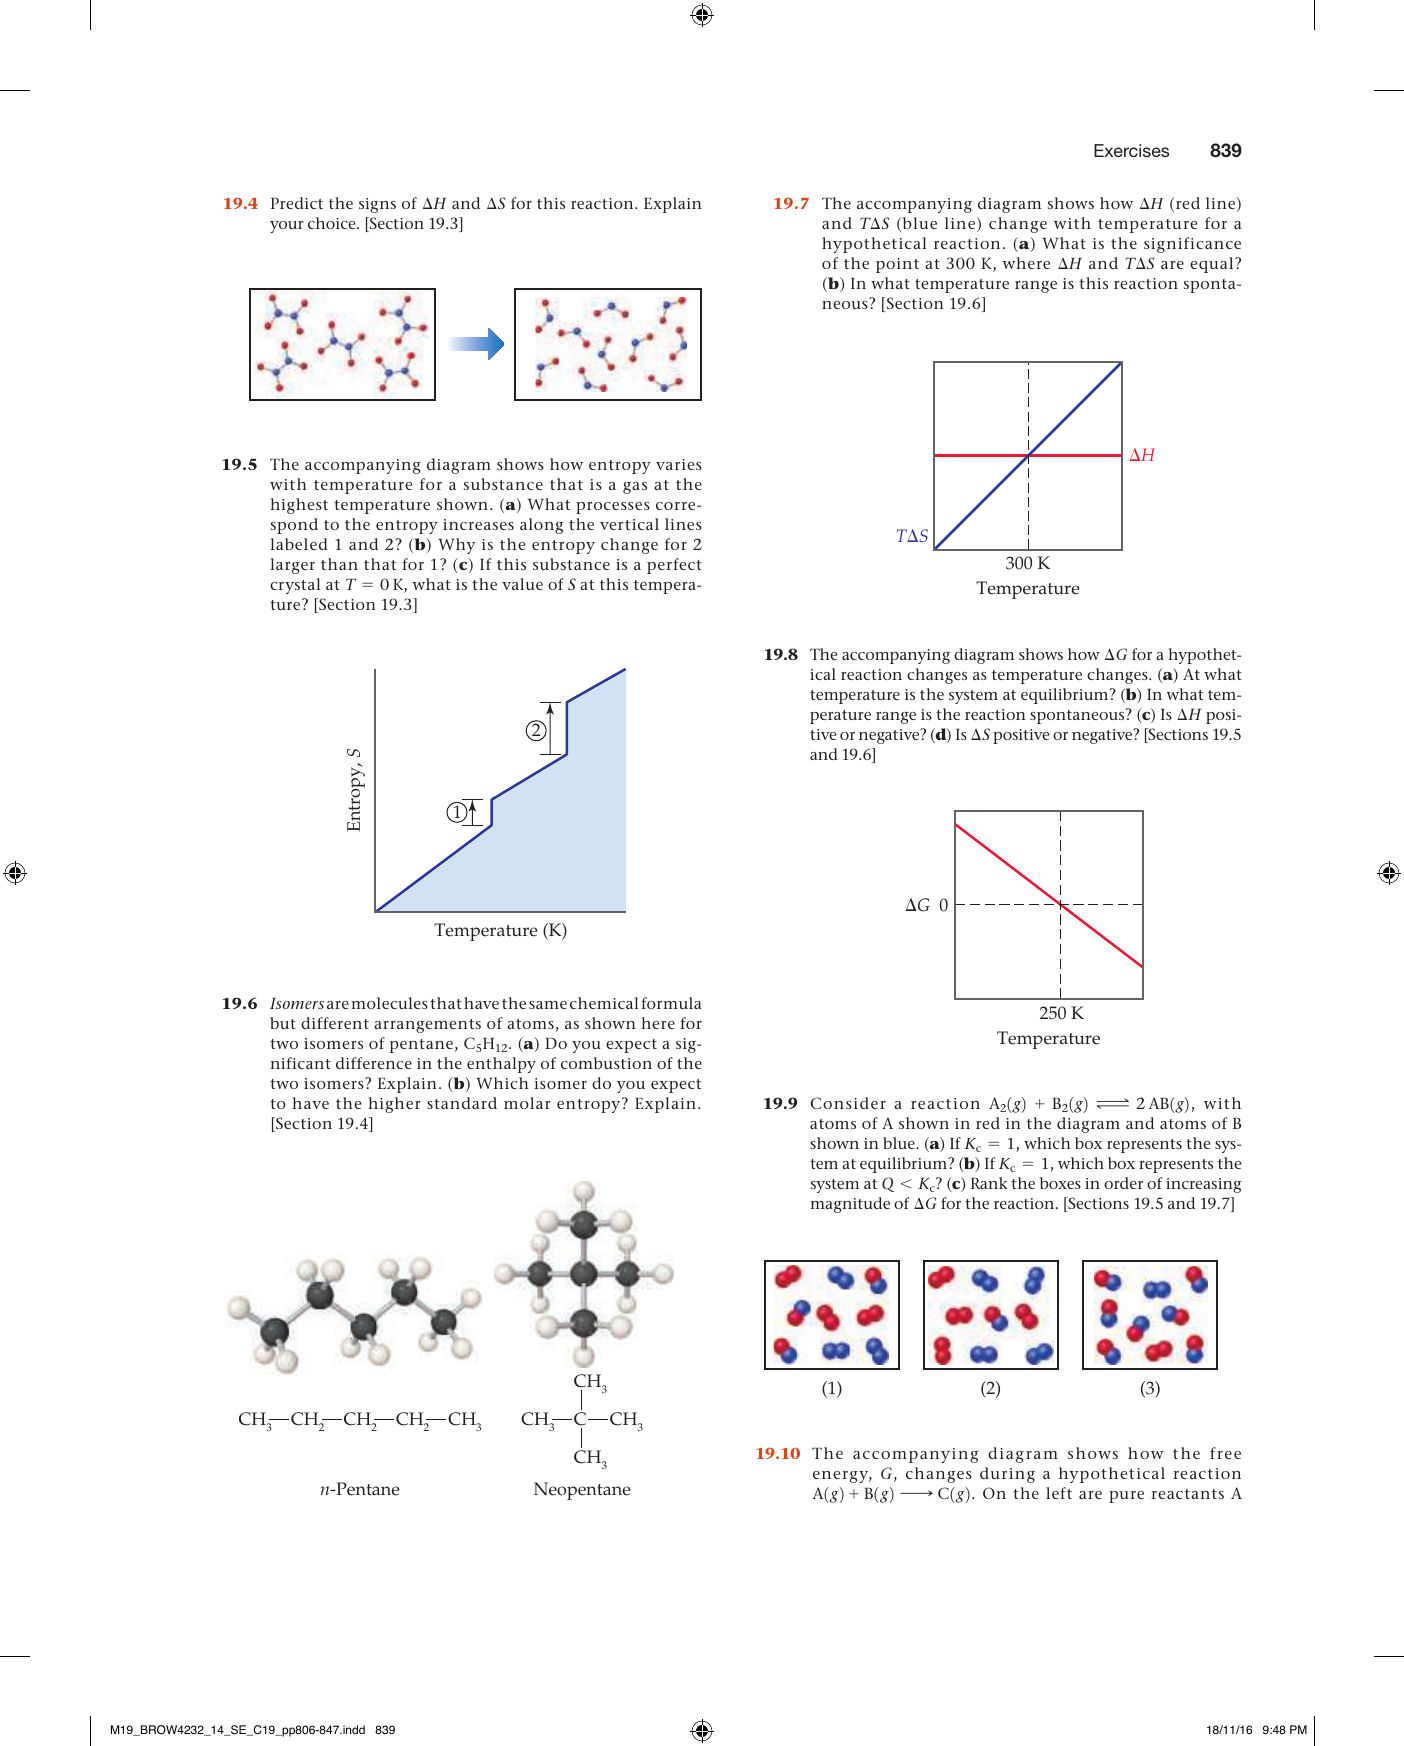 Exercises 839
19.4 Predict the signs of ΔH and ΔS for this reaction. Explain
your choice. [Section 19.3]
19.5 The accompanying diagram shows how entropy varies
with temperature for a substance that is a gas at the
highest temperature shown. (a) What processes corre-
spond to the entropy increases along the vertical lines
labeled 1 and 2? (b) Why is the entropy change for 2
larger than that for 1? (c) If this substance is a perfect
crystal at T = 0 K, what is the value of S at this tempera-
ture? [Section 19.3]
Entropy, S
2
1
Temperature (K)
19.6 Isomers are molecules that have the same chemical formula
but different arrangements of atoms, as shown here for
two isomers of pentane, C₅H₁₂. (a) Do you expect a sig-
nificant difference in the enthalpy of combustion of the
two isomers? Explain. (b) Which isomer do you expect
to have the higher standard molar entropy? Explain.
[Section 19.4]
CH₃
CH₃—CH₂—CH₂—CH₂—CH₃ CH₃—C—CH₃
CH₃
n-Pentane Neopentane
19.7 The accompanying diagram shows how ΔH (red line)
and TΔS (blue line) change with temperature for a
hypothetical reaction. (a) What is the significance
of the point at 300 K, where ΔH and TΔS are equal?
(b) In what temperature range is this reaction sponta-
neous? [Section 19.6]
ΔH
TΔS
300 K
Temperature
19.8 The accompanying diagram shows how ΔG for a hypothet-
ical reaction changes as temperature changes. (a) At what
temperature is the system at equilibrium? (b) In what tem-
perature range is the reaction spontaneous? (c) Is ΔH posi-
tive or negative? (d) Is ΔS positive or negative? [Sections 19.5
and 19.6]
ΔG 0
250 K
Temperature
19.9 Consider a reaction A₂(g) + B₂(g) ⇌ 2 AB(g), with
atoms of A shown in red in the diagram and atoms of B
shown in blue. (a) If Kc = 1, which box represents the sys-
tem at equilibrium? (b) If Kc = 1, which box represents the
system at Q < Kc? (c) Rank the boxes in order of increasing
magnitude of ΔG for the reaction. [Sections 19.5 and 19.7]
(1) (2) (3)
19.10 The accompanying diagram shows how the free
energy, G, changes during a hypothetical reaction
A(g) + B(g) ⟶ C(g). On the left are pure reactants A
M19_BROW4232_14_SE_C19_pp806-847.indd 839 18/11/16 9:48 PM